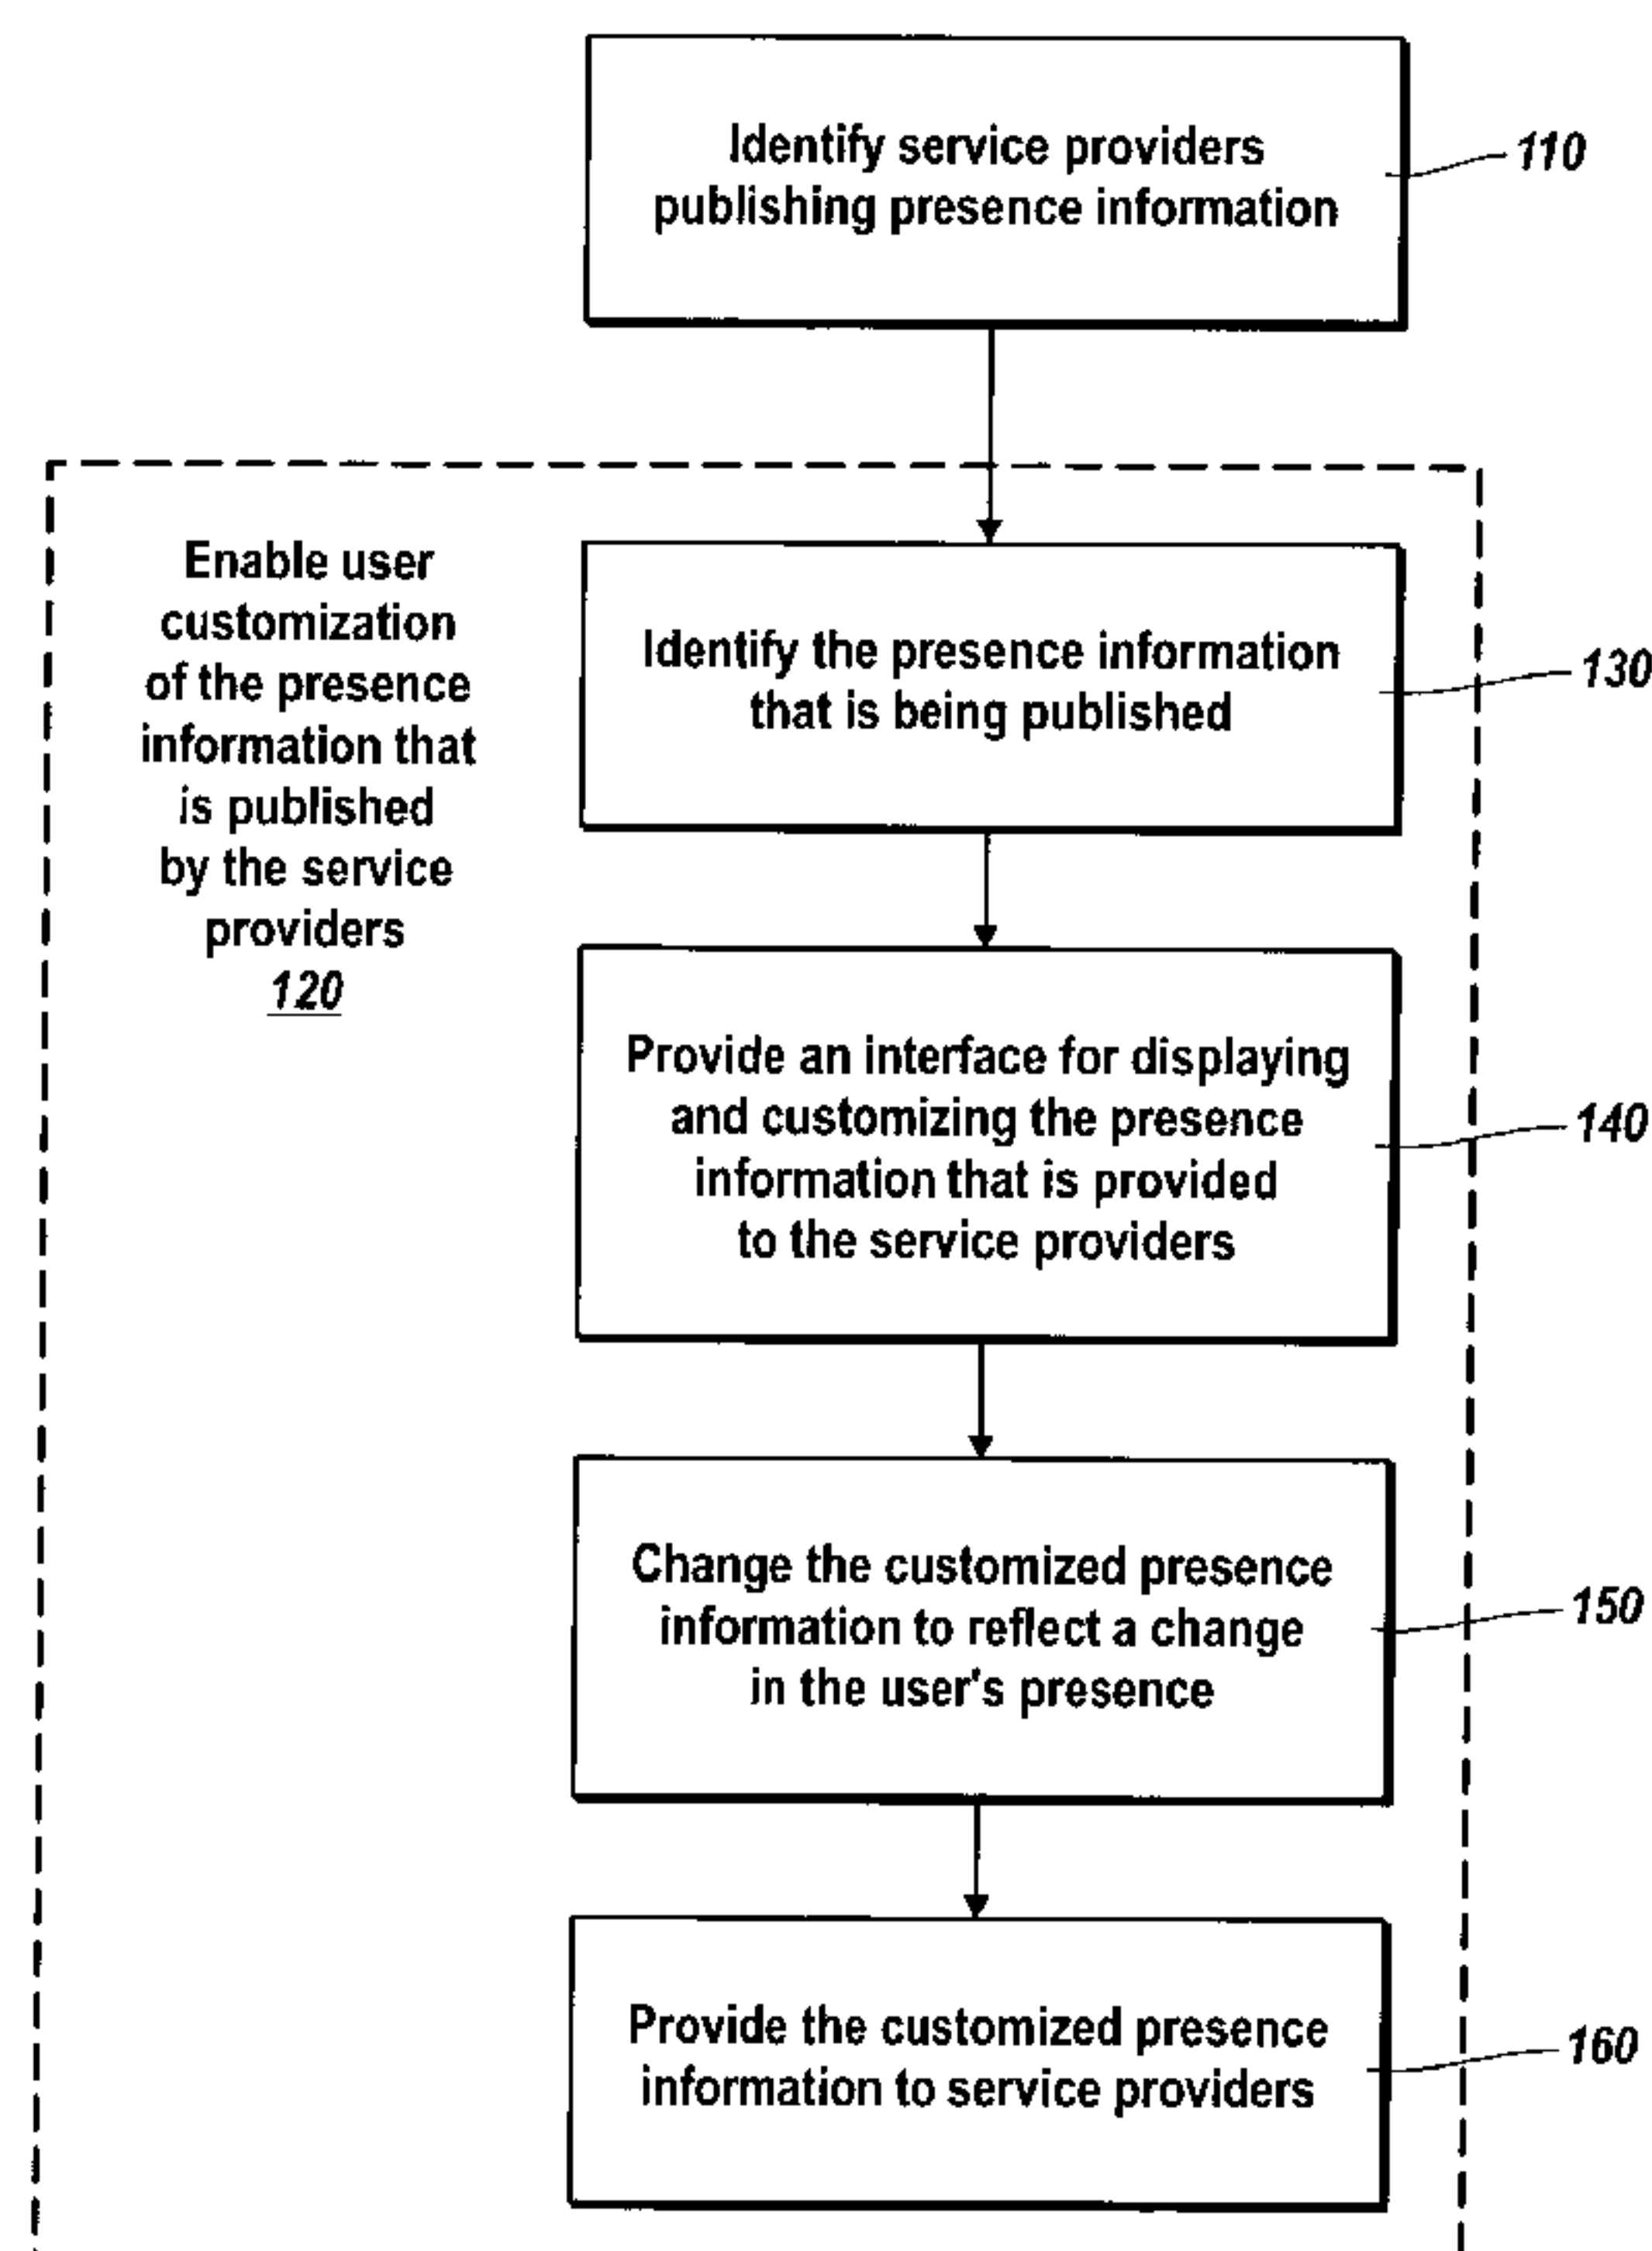 Identify service providers
publishing presence information
110
Enable user
customization
of the presence
information that
is published
by the service
providers
120
Identify the presence information
that is being published
130
Provide an interface for displaying
and customizing the presence
information that is provided
to the service providers
140
Change the customized presence
information to reflect a change
in the user's presence
150
Provide the customized presence
information to service providers
160